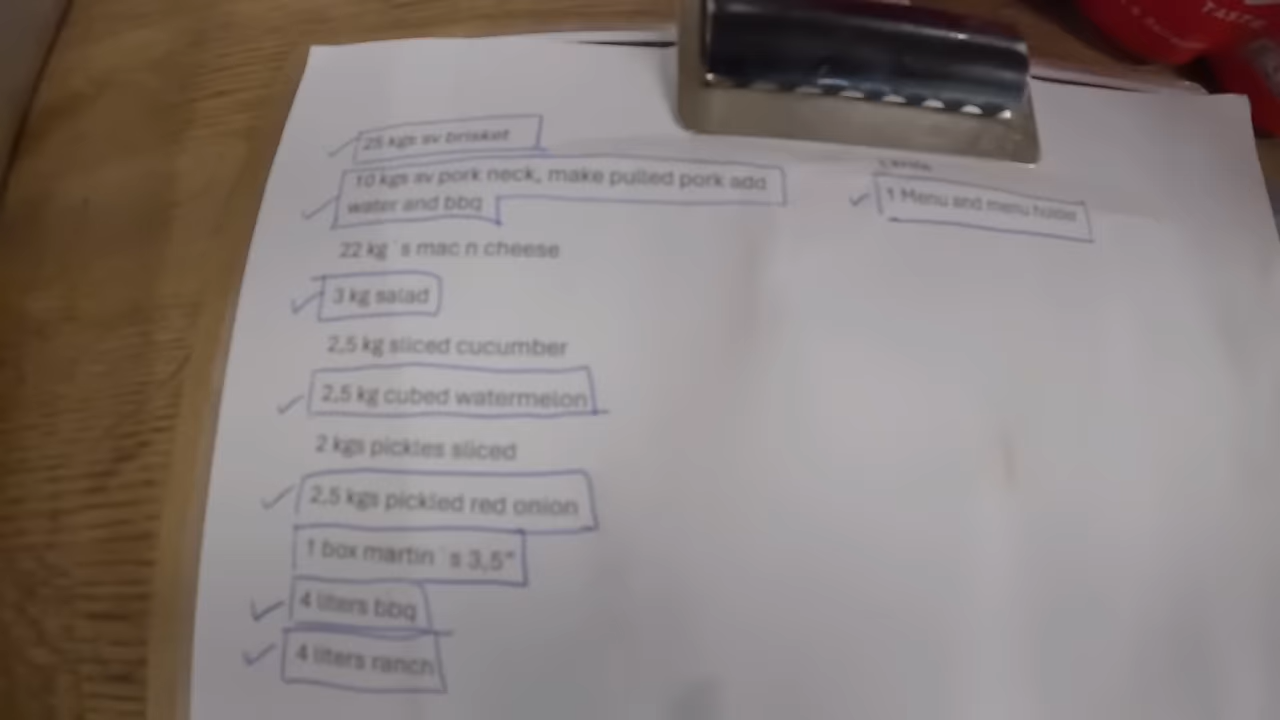 25 kgs av brisket
10 kgs av pork neck, make pulled pork add
water and bbq
22 kg ´s mac n cheese
3 kg salad
2,5 kg sliced cucumber
2,5 kg cubed watermelon
2 kgs pickles sliced
2,5 kgs pickled red onion
1 box martin ´s 3,5"
4 liters bbq
4 liters ranch
1 Menu and menu holder
TASTE